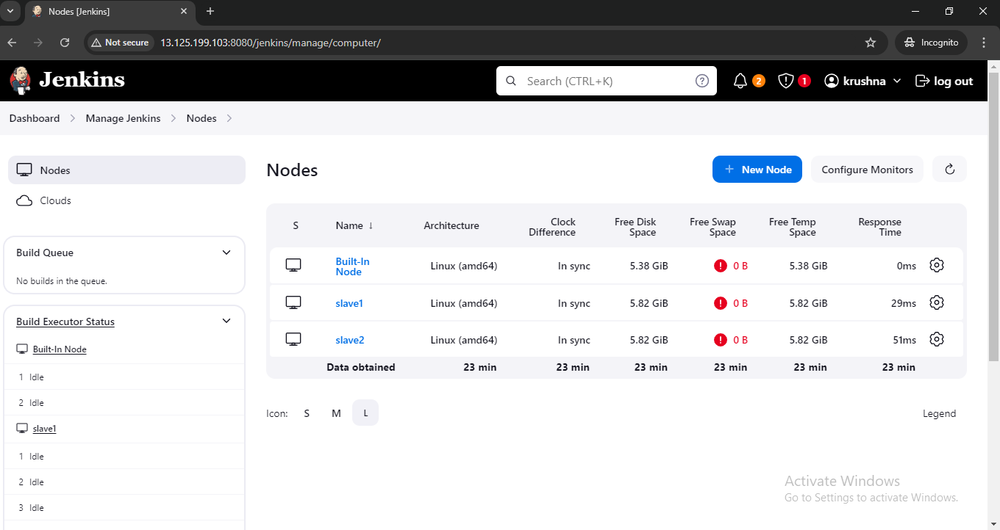 Nodes [Jenkins]
Not secure 13.125.199.103:8080/jenkins/manage/computer/ Incognito
Jenkins Search (CTRL+K) ? 2 1 krushna log out
Dashboard Manage Jenkins Nodes
Nodes
Clouds
Build Queue
No builds in the queue.
Build Executor Status
Built-In Node
1 Idle
2 Idle
slave1
1 Idle
2 Idle
3 Idle
Nodes + New Node Configure Monitors
S Name ↓ Architecture Clock Difference Free Disk Space Free Swap Space Free Temp Space Response Time
Built-In Node Linux (amd64) In sync 5.38 GiB ! 0 B 5.38 GiB 0ms
slave1 Linux (amd64) In sync 5.82 GiB ! 0 B 5.82 GiB 29ms
slave2 Linux (amd64) In sync 5.82 GiB ! 0 B 5.82 GiB 51ms
Data obtained 23 min 23 min 23 min 23 min 23 min 23 min
Icon: S M L Legend
Activate Windows
Go to Settings to activate Windows.